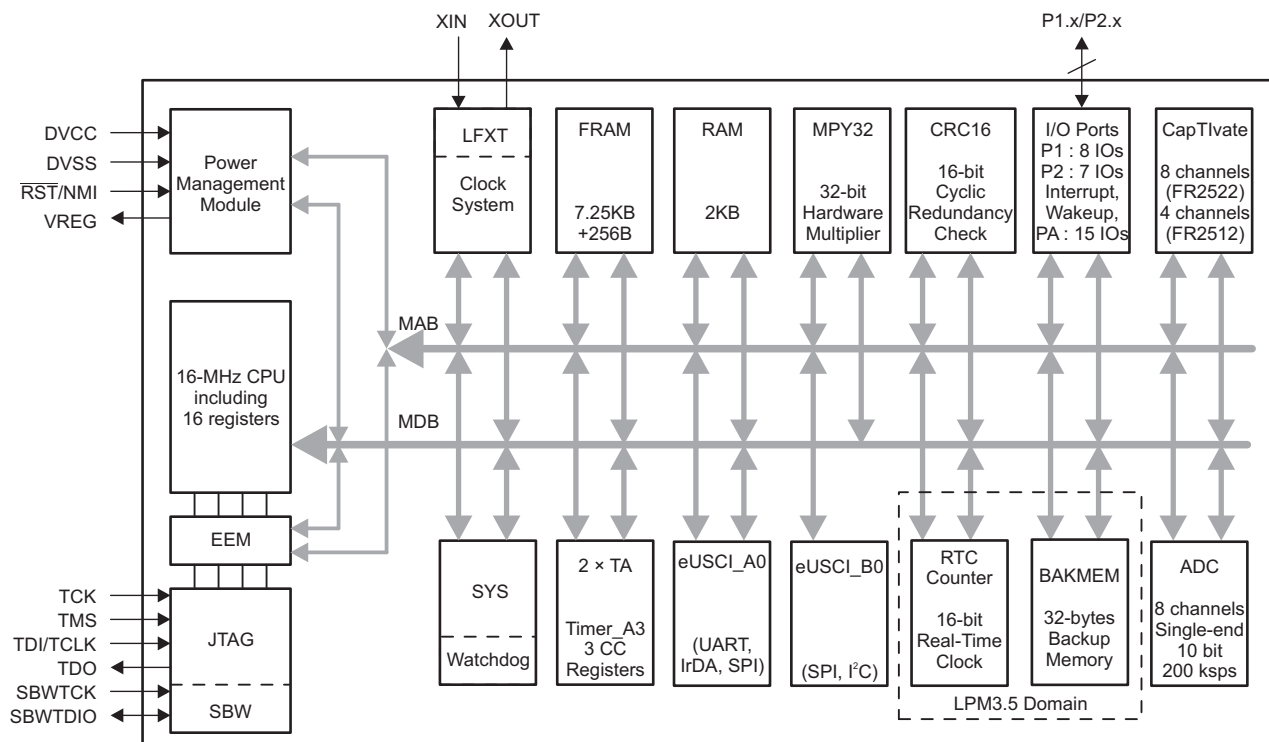 XIN
XOUT
P1.x/P2.x
DVCC
DVSS
RST/NMI
VREG
Power
Management
Module
LFXT
Clock
System
FRAM
7.25KB
+256B
RAM
2KB
MPY32
32-bit
Hardware
Multiplier
CRC16
16-bit
Cyclic
Redundancy
Check
I/O Ports
P1 : 8 IOs
P2 : 7 IOs
Interrupt,
Wakeup,
PA : 15 IOs
CapTIvate
8 channels
(FR2522)
4 channels
(FR2512)
MAB
16-MHz CPU
including
16 registers
MDB
EEM
TCK
TMS
TDI/TCLK
TDO
SBWTCK
SBWTDIO
JTAG
SBW
SYS
Watchdog
2 × TA
Timer_A3
3 CC
Registers
eUSCI_A0
(UART,
IrDA, SPI)
eUSCI_B0
(SPI, I²C)
RTC
Counter
16-bit
Real-Time
Clock
BAKMEM
32-bytes
Backup
Memory
LPM3.5 Domain
ADC
8 channels
Single-end
10 bit
200 ksps